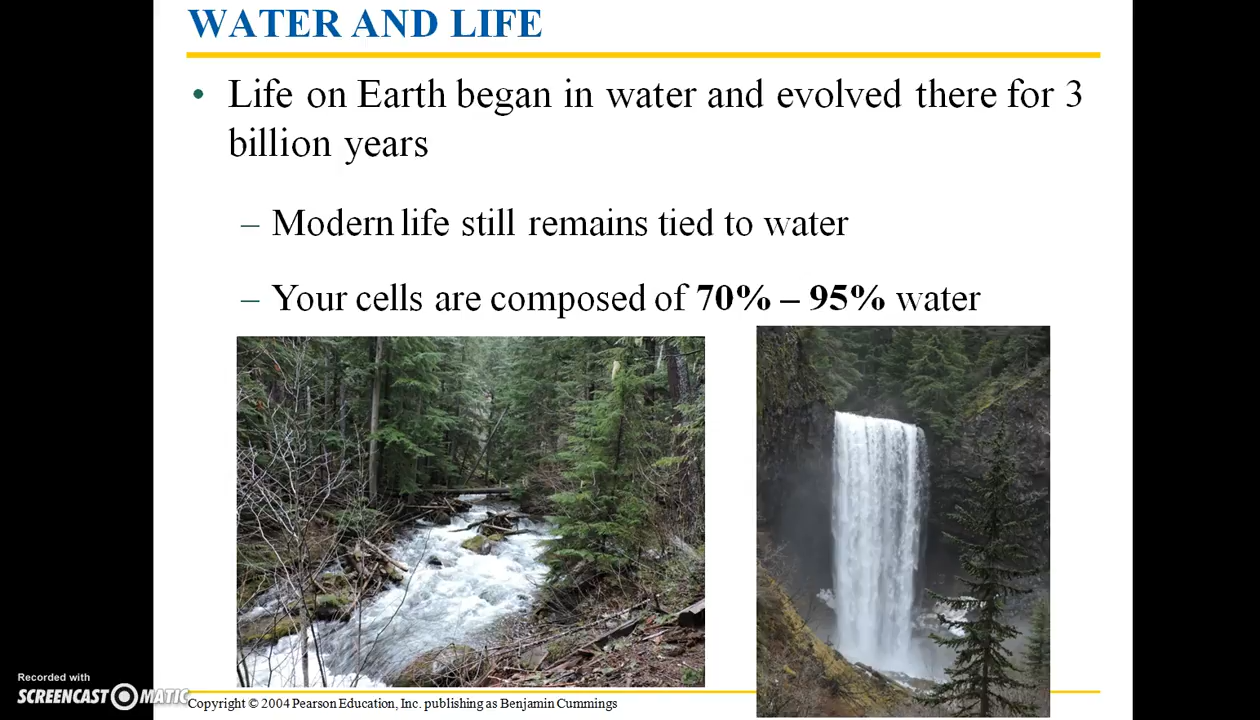 WATER AND LIFE
• Life on Earth began in water and evolved there for 3
billion years
– Modern life still remains tied to water
– Your cells are composed of 70% – 95% water
Recorded with
SCREENCAST MATIC
Copyright © 2004 Pearson Education, Inc. publishing as Benjamin Cummings